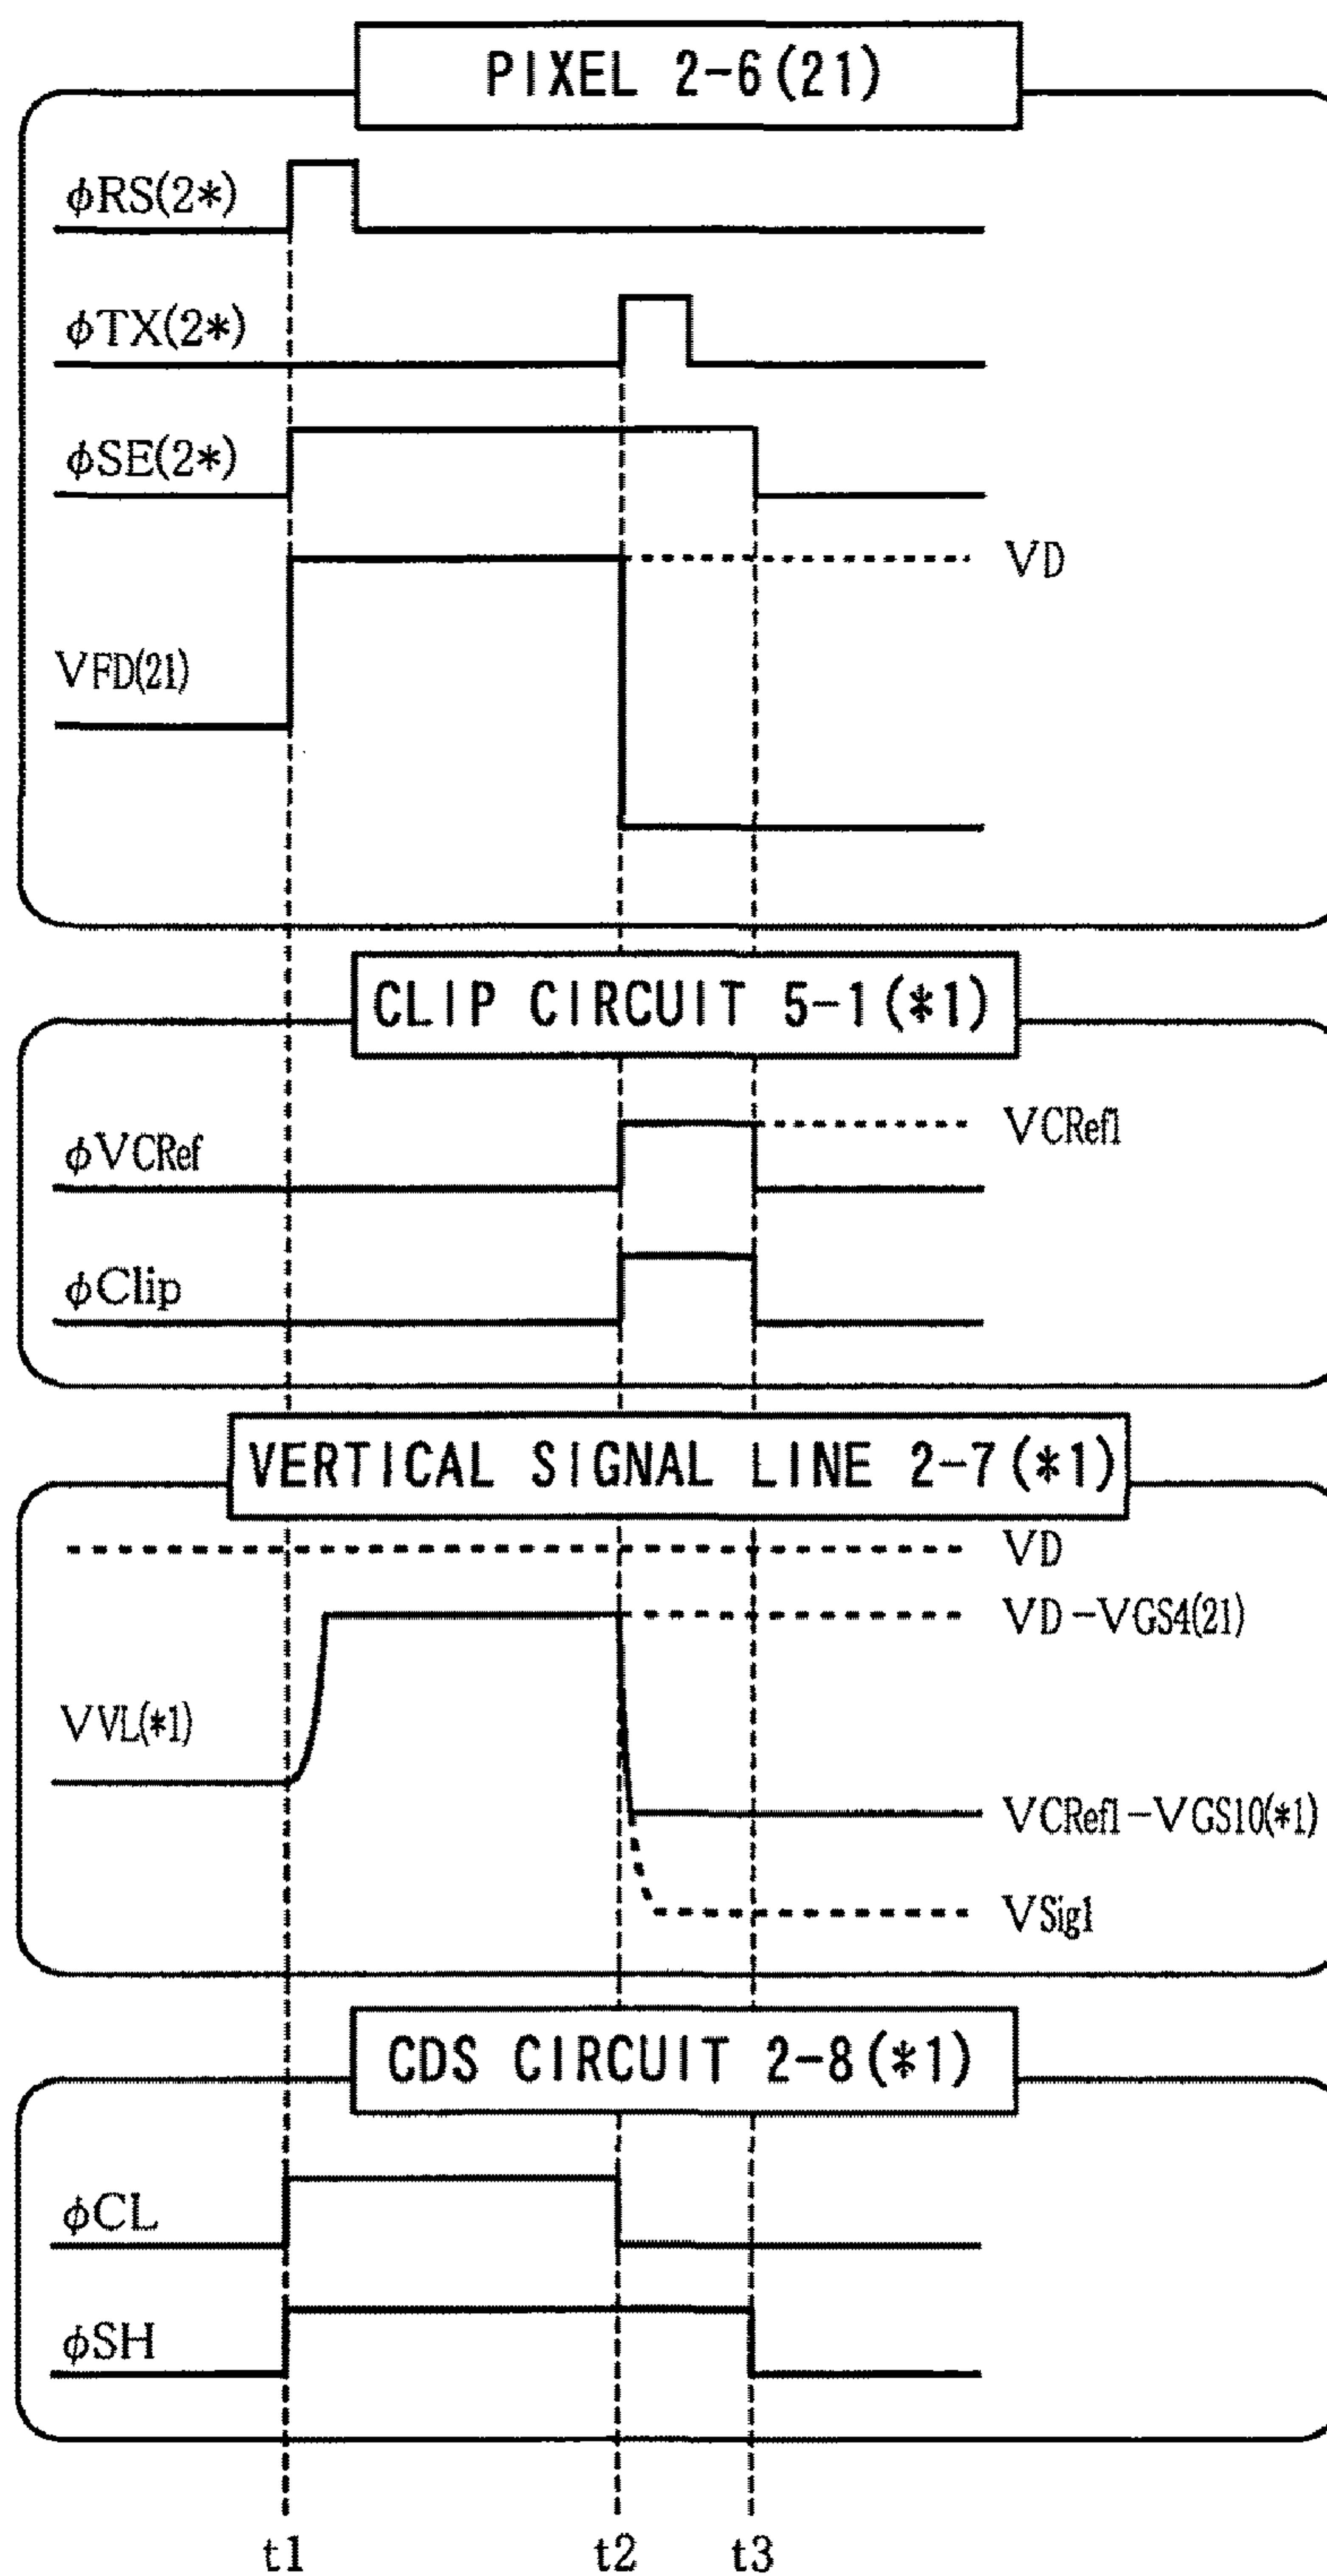 PIXEL 2-6(21)
φRS(2*)
φTX(2*)
φSE(2*)
VD
VFD(21)
CLIP CIRCUIT 5-1(*1)
φVCRef
VCRef1
φClip
VERTICAL SIGNAL LINE 2-7(*1)
VD
VD-VGS4(21)
VVL(*1)
VCRef1-VGS10(*1)
VSig1
CDS CIRCUIT 2-8(*1)
φCL
φSH
t1 t2 t3